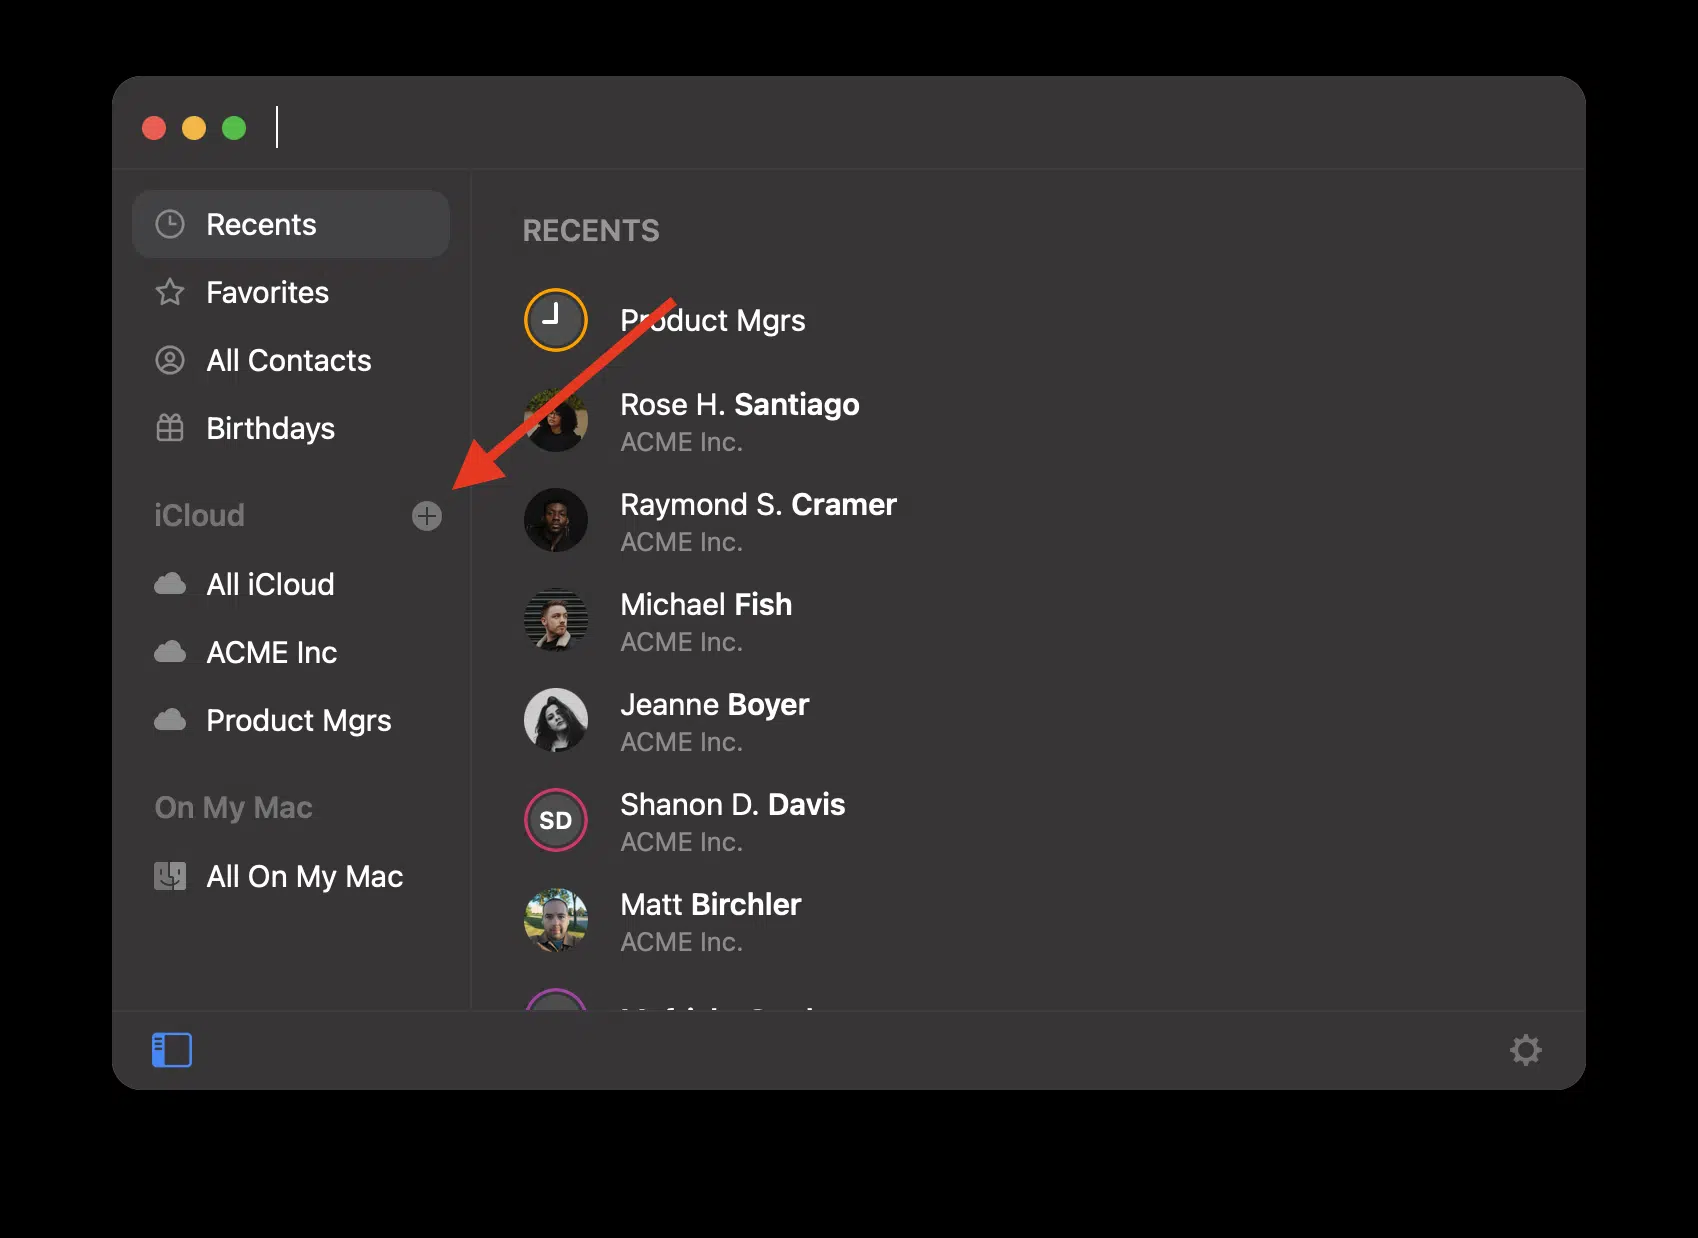 Recents
Favorites
All Contacts
Birthdays
iCloud
All iCloud
ACME Inc
Product Mgrs
On My Mac
All On My Mac
RECENTS
Product Mgrs
Rose H. Santiago
ACME Inc.
Raymond S. Cramer
ACME Inc.
Michael Fish
ACME Inc.
Jeanne Boyer
ACME Inc.
SD
Shanon D. Davis
ACME Inc.
Matt Birchler
ACME Inc.